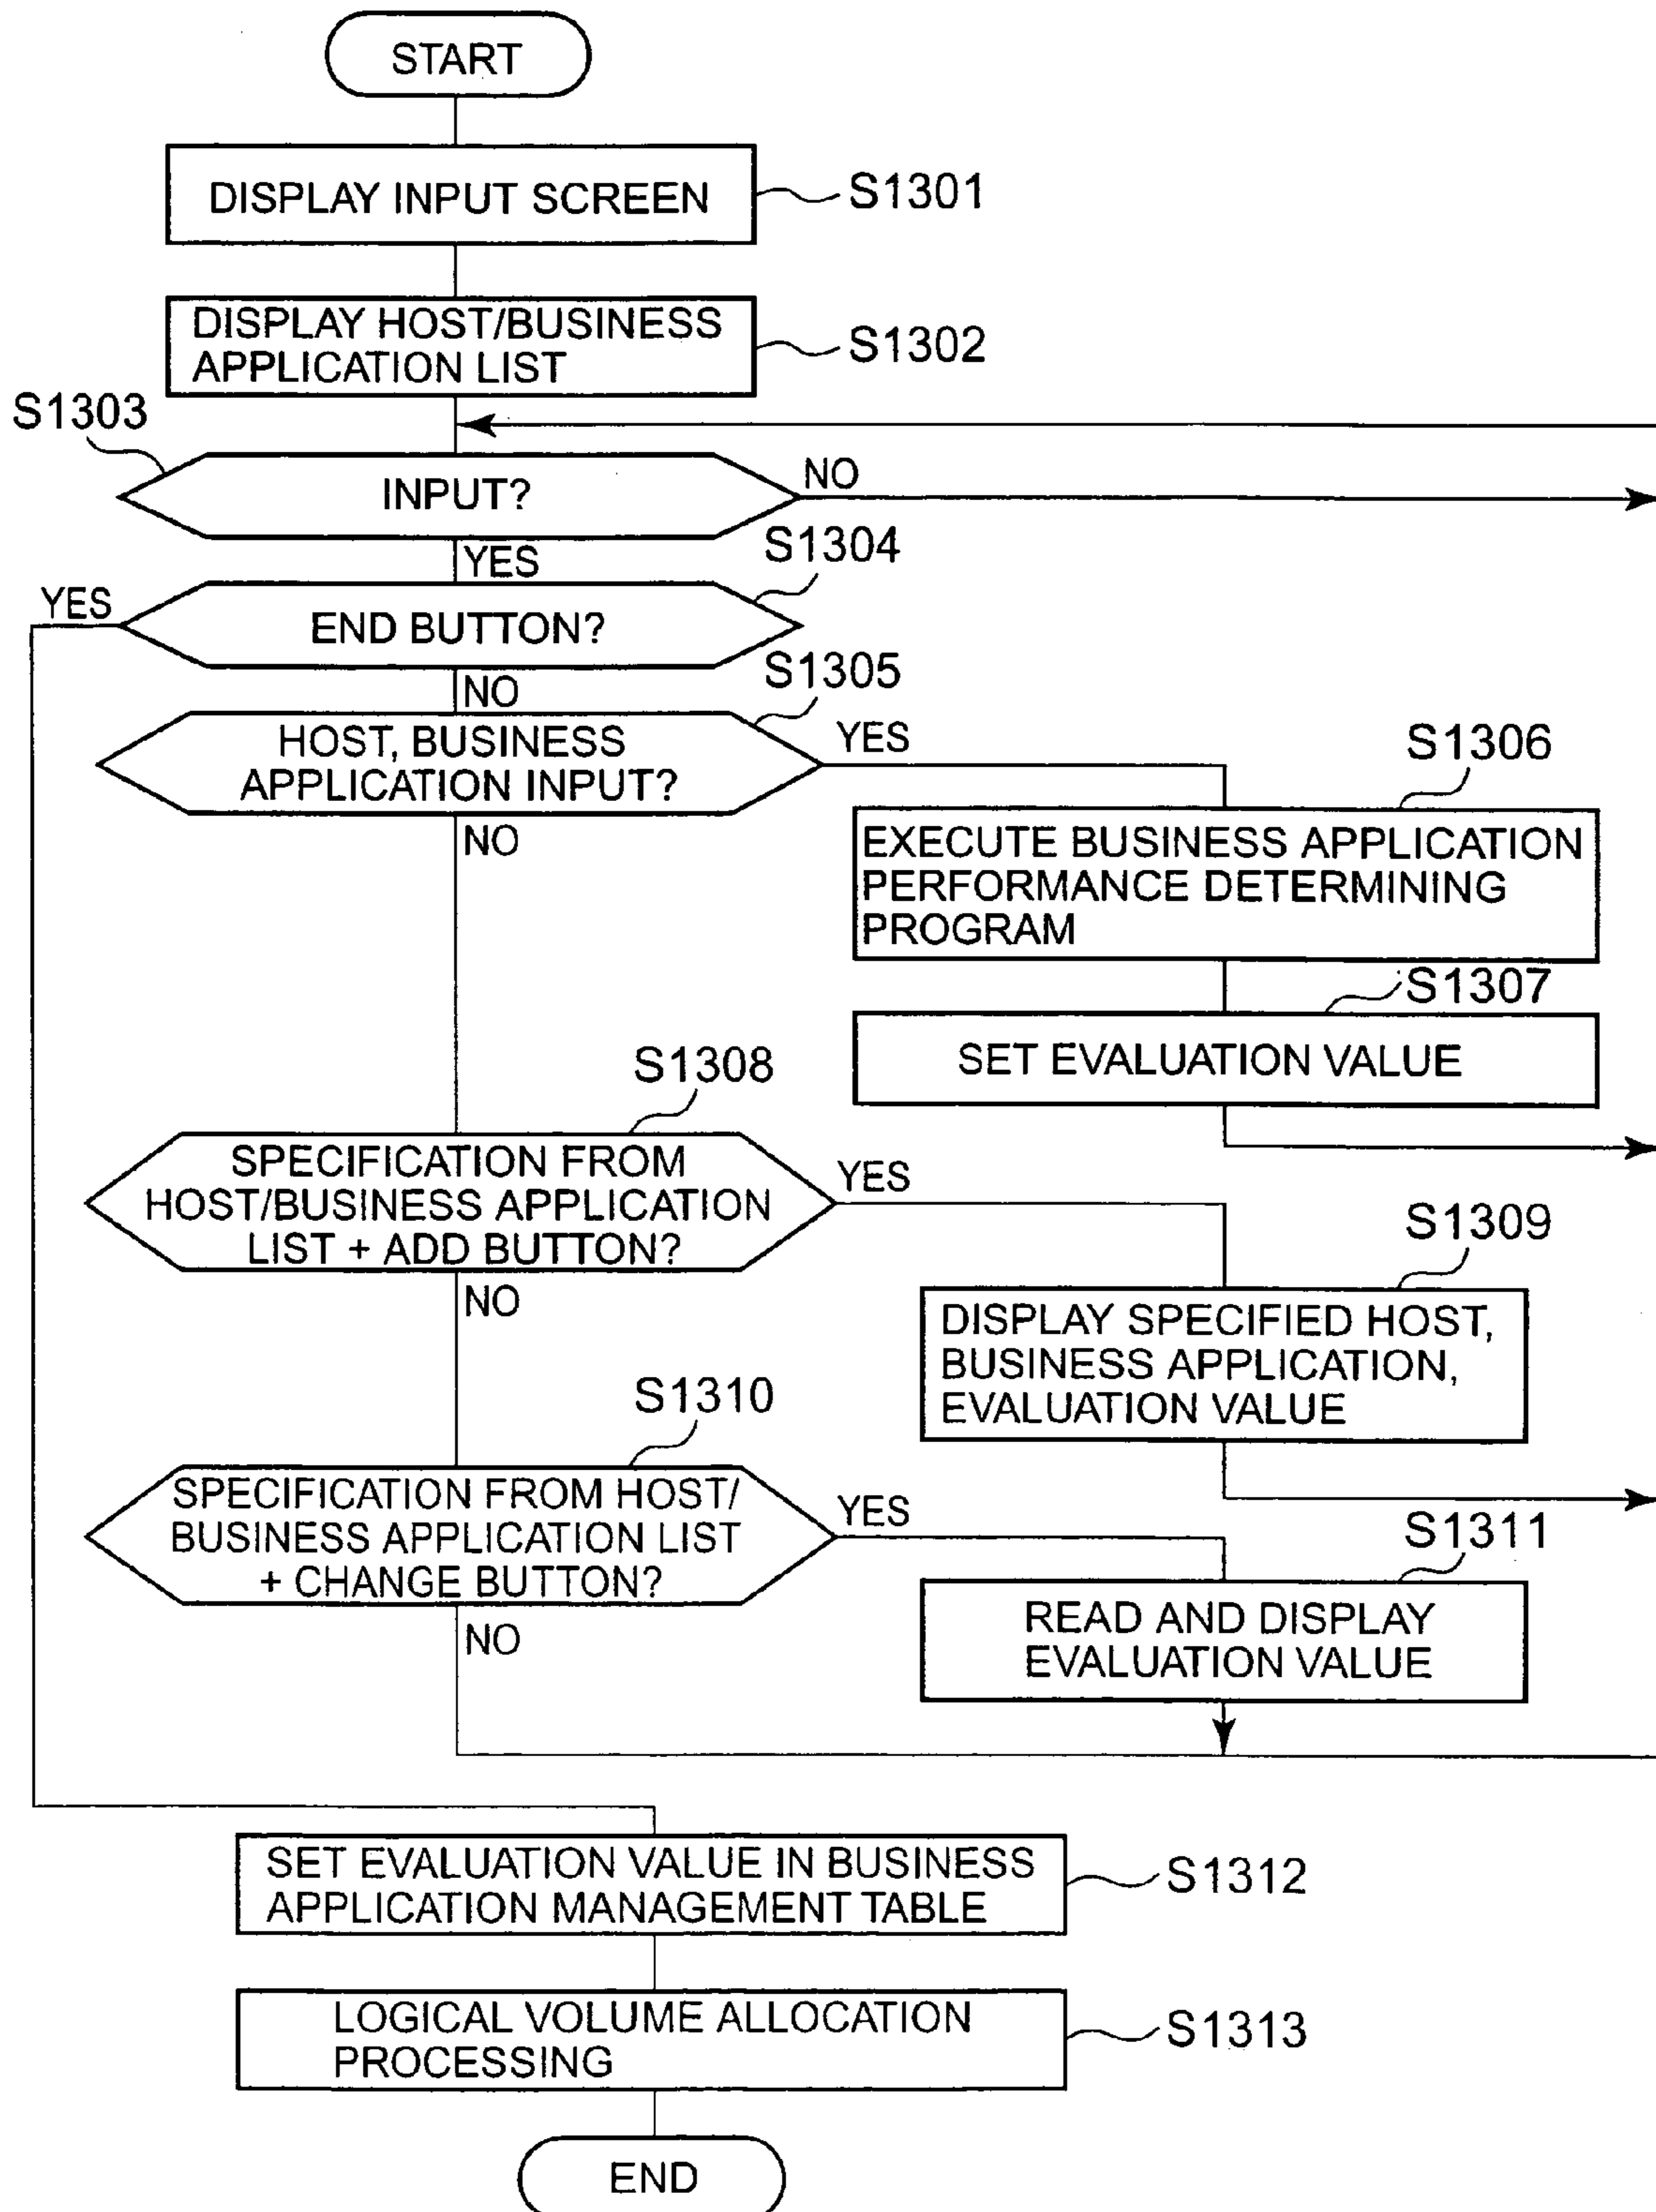 START
DISPLAY INPUT SCREEN
S1301
DISPLAY HOST/BUSINESS
APPLICATION LIST
S1302
S1303
INPUT?
NO
YES
S1304
YES
END BUTTON?
NO
S1305
HOST, BUSINESS
APPLICATION INPUT?
YES
NO
S1306
EXECUTE BUSINESS APPLICATION
PERFORMANCE DETERMINING
PROGRAM
S1307
SET EVALUATION VALUE
S1308
SPECIFICATION FROM
HOST/BUSINESS APPLICATION
LIST + ADD BUTTON?
YES
NO
S1309
DISPLAY SPECIFIED HOST,
BUSINESS APPLICATION,
EVALUATION VALUE
S1310
SPECIFICATION FROM HOST/
BUSINESS APPLICATION LIST
+ CHANGE BUTTON?
YES
NO
S1311
READ AND DISPLAY
EVALUATION VALUE
SET EVALUATION VALUE IN BUSINESS
APPLICATION MANAGEMENT TABLE
S1312
LOGICAL VOLUME ALLOCATION
PROCESSING
S1313
END